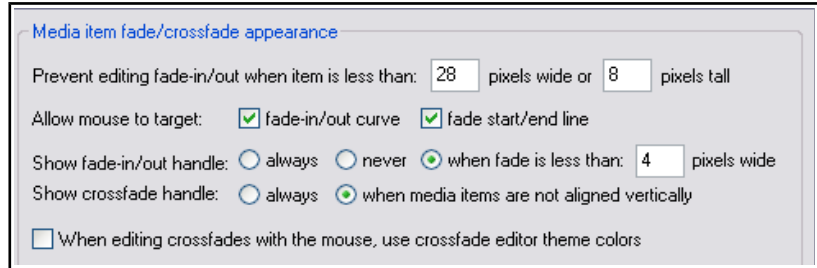 Media item fade/crossfade appearance
Prevent editing fade-in/out when item is less than: 28 pixels wide or 8 pixels tall
Allow mouse to target: fade-in/out curve fade start/end line
Show fade-in/out handle: always never when fade is less than: 4 pixels wide
Show crossfade handle: always when media items are not aligned vertically
When editing crossfades with the mouse, use crossfade editor theme colors